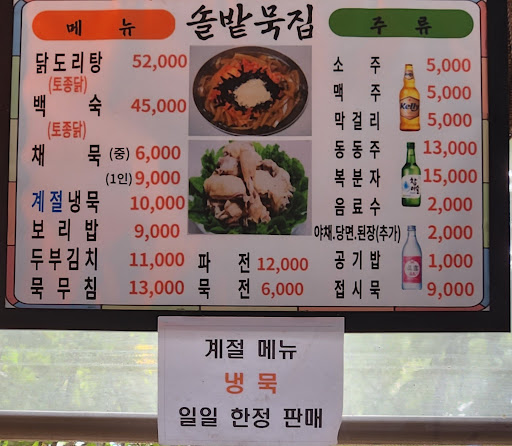 메 뉴
솔밭묵집
주 류
닭도리탕 52,000
(토종닭)
백 숙 45,000
(토종닭)
채 묵 (중) 6,000
(1인) 9,000
계절냉묵 10,000
보리밥 9,000
두부김치 11,000
묵무침 13,000
파 전 12,000
묵 전 6,000
소 주 5,000
맥 주 5,000
막걸리 5,000
동동주 13,000
복분자 15,000
음료수 2,000
야채.당면.된장(추가) 2,000
공기밥 1,000
접시묵 9,000
Kelly
계절 메뉴
냉 묵
일일 한정 판매